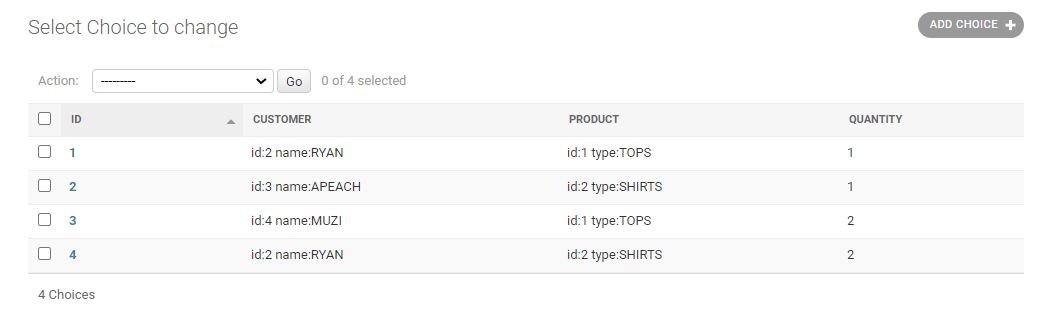 Select Choice to change
ADD CHOICE +
Action: --------- Go 0 of 4 selected
ID CUSTOMER PRODUCT QUANTITY
1 id:2 name:RYAN id:1 type:TOPS 1
2 id:3 name:APEACH id:2 type:SHIRTS 1
3 id:4 name:MUZI id:1 type:TOPS 2
4 id:2 name:RYAN id:2 type:SHIRTS 2
4 Choices